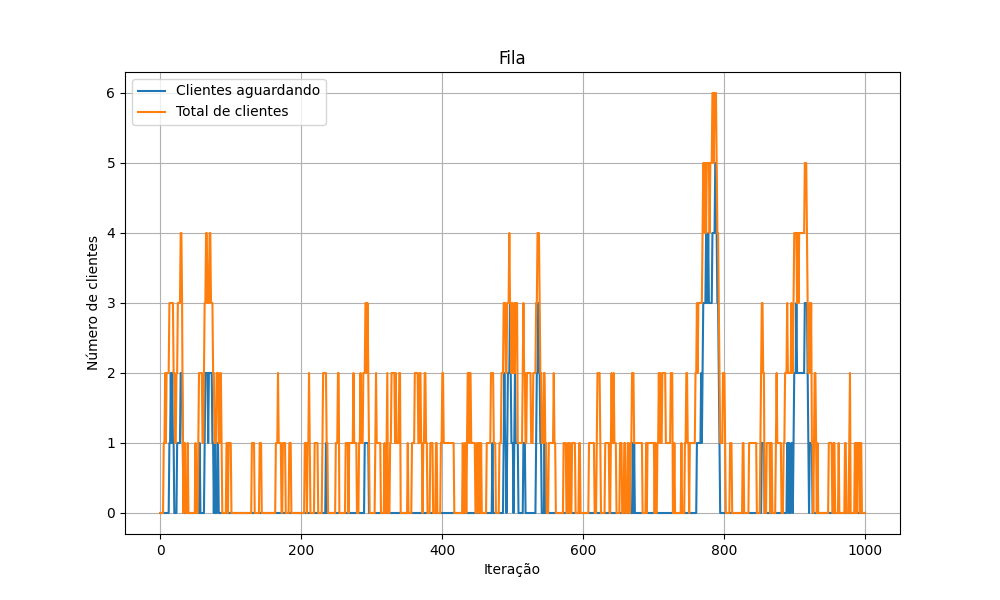 Fila
Clientes aguardando
Total de clientes
Número de clientes
6
5
4
3
2
1
0
0 200 400 600 800 1000
Iteração